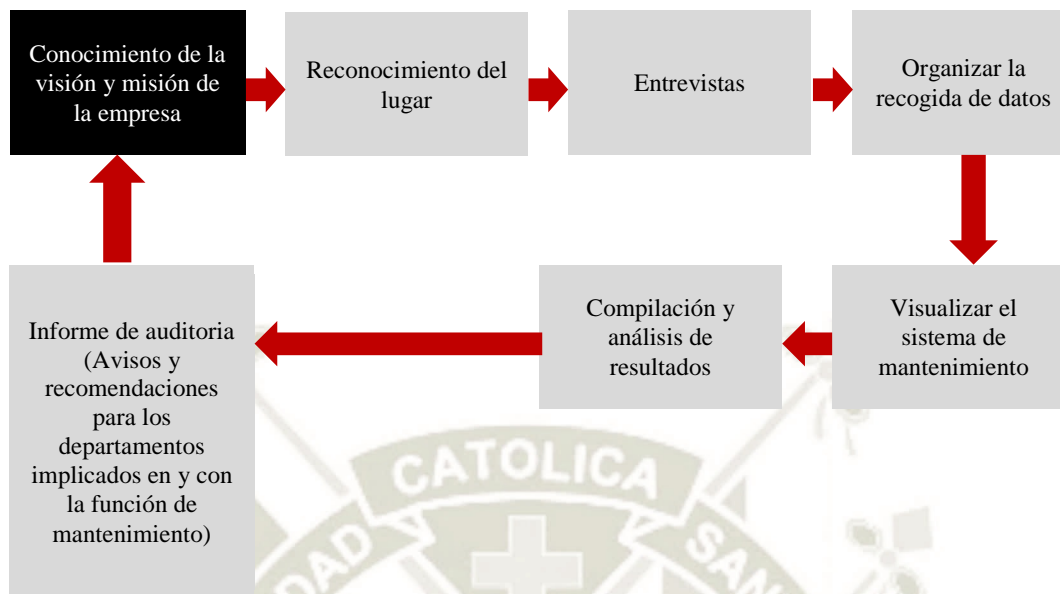 Conocimiento de la
visión y misión de
la empresa
Reconocimiento del
lugar
Entrevistas
Organizar la
recogida de datos
Visualizar el
sistema de
mantenimiento
Compilación y
análisis de
resultados
Informe de auditoria
(Avisos y
recomendaciones
para los
departamentos
implicados en y con
la función de
mantenimiento)
CATOLICA
DAD
SAN